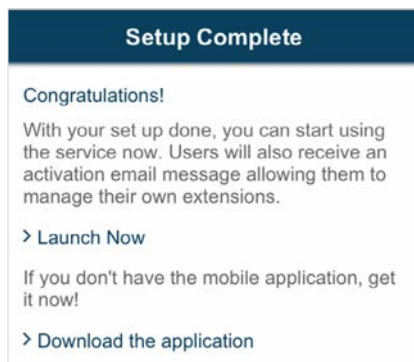 Setup Complete
Congratulations!
With your set up done, you can start using
the service now. Users will also receive an
activation email message allowing them to
manage their own extensions.
> Launch Now
If you don't have the mobile application, get
it now!
> Download the application